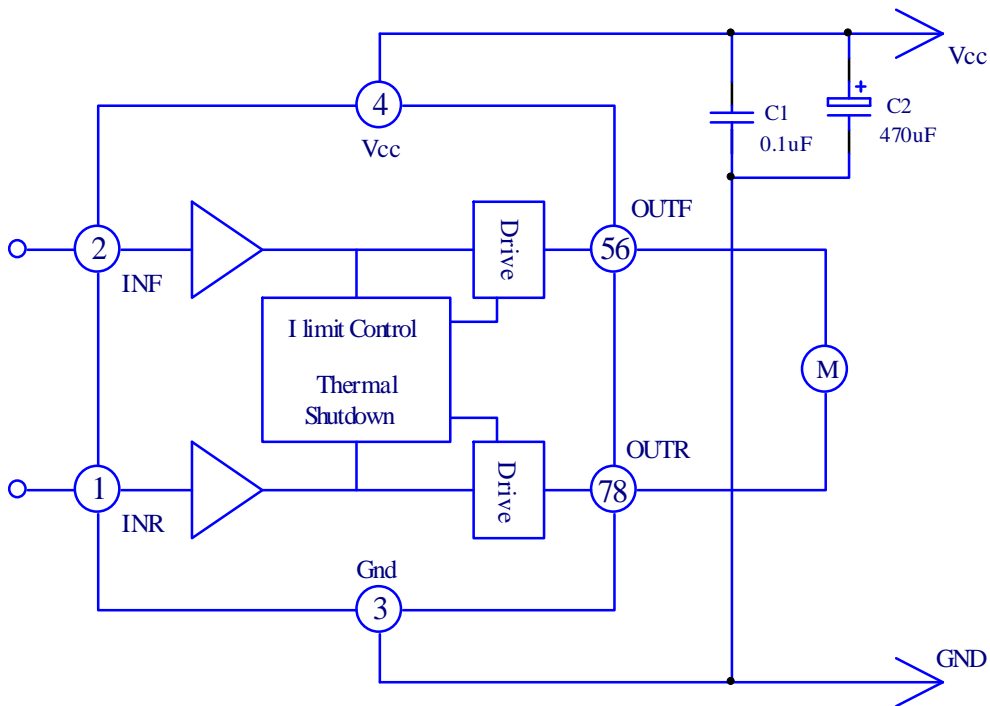 Vcc
4
Vcc
C1
0.1uF
+
C2
470uF
OUTF
2
INF
Drive
56
I limit Control
Thermal
Shutdown
M
OUTR
1
INR
Drive
78
Gnd
3
GND